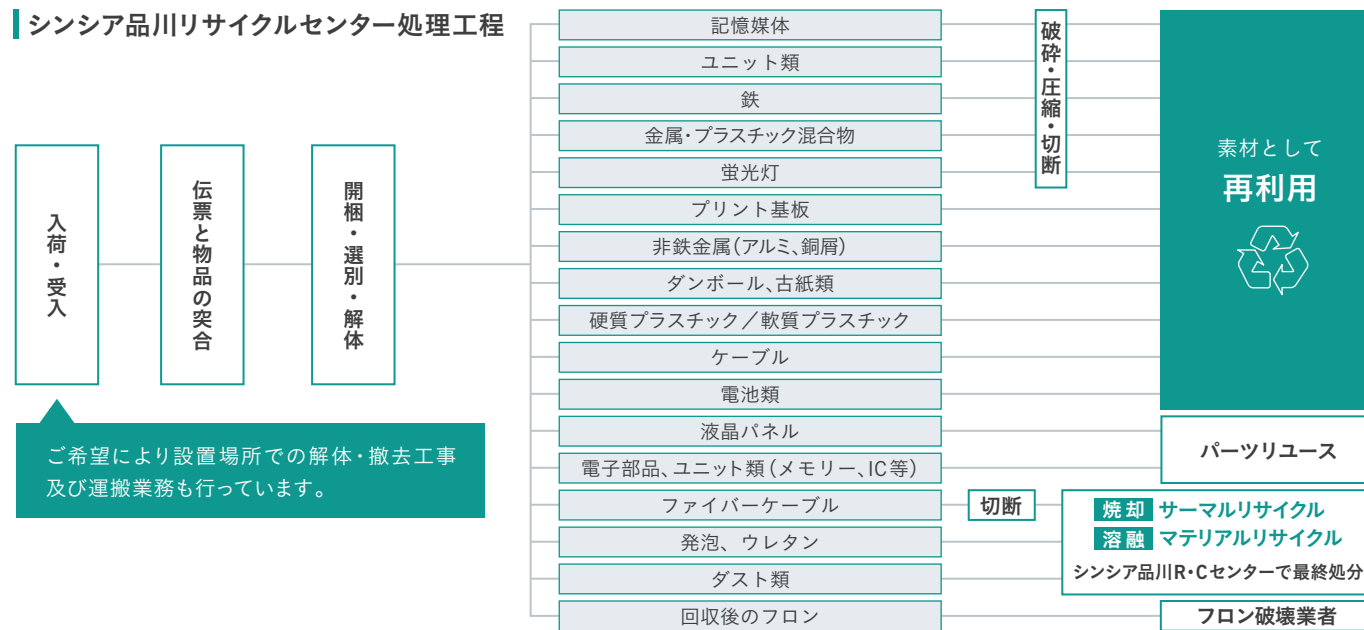 シンシア品川リサイクルセンター処理工程
入荷・受入
伝票と物品の突合
開梱・選別・解体
ご希望により設置場所での解体・撤去工事
及び運搬業務も行っています。
記憶媒体
ユニット類
鉄
金属・プラスチック混合物
蛍光灯
プリント基板
非鉄金属(アルミ、銅屑)
ダンボール、古紙類
硬質プラスチック／軟質プラスチック
ケーブル
電池類
液晶パネル
電子部品、ユニット類(メモリー、IC等)
ファイバーケーブル
発泡、ウレタン
ダスト類
回収後のフロン
破砕・圧縮・切断
切断
素材として
再利用
パーツリユース
焼却 サーマルリサイクル
溶融 マテリアルリサイクル
シンシア品川R・Cセンターで最終処分
フロン破壊業者